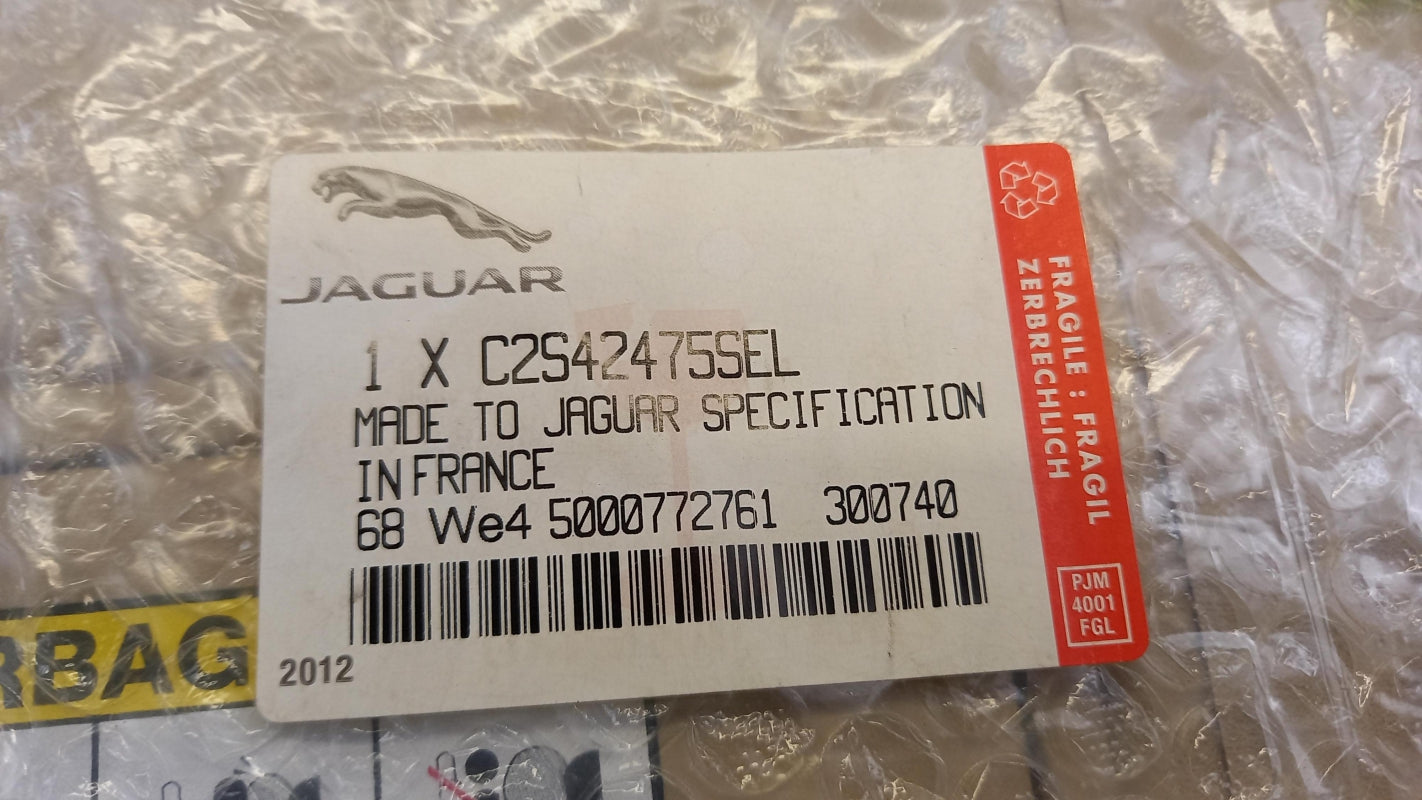 JAGUAR
1 X C2S42475SEL
MADE TO JAGUAR SPECIFICATION
IN FRANCE
68 We4 5000772761 300740
2012
FRAGILE : FRAGIL
ZERBRECHLICH
PJM
4001
FGL
RBAG